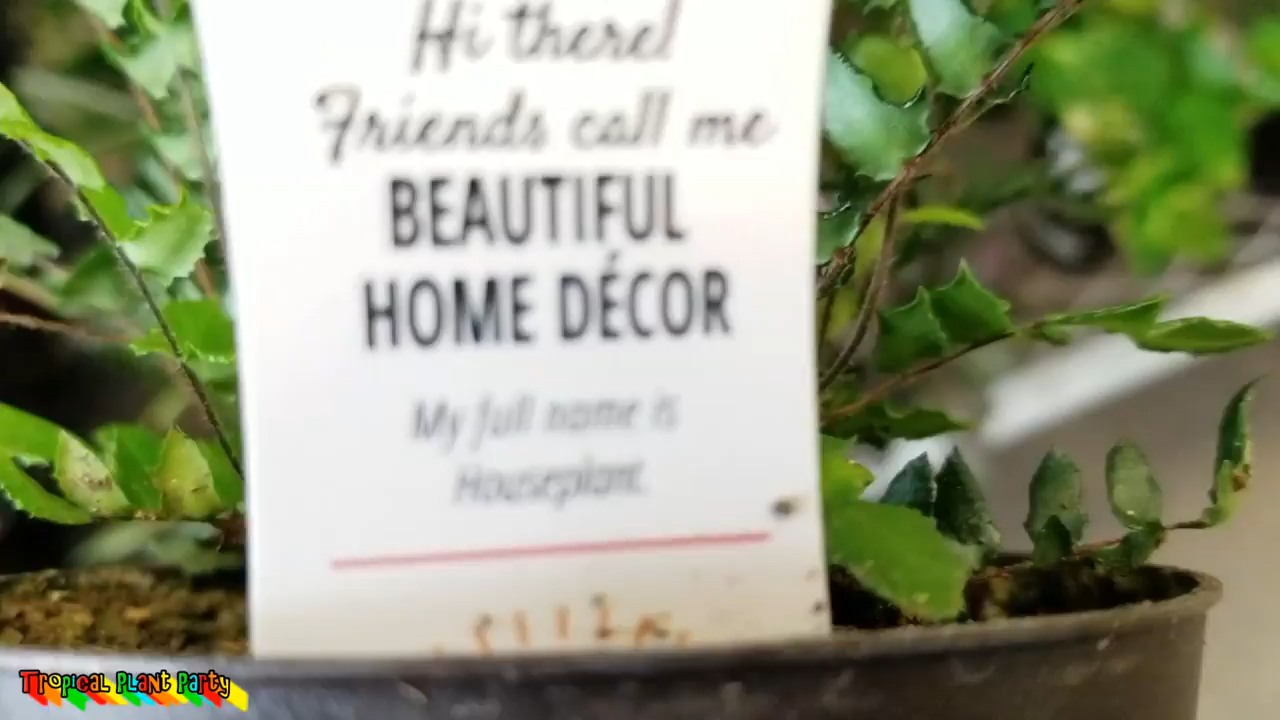 Hi there!
Friends call me
BEAUTIFUL
HOME DÉCOR
My full name is
Houseplant.
Tropical Plant Party